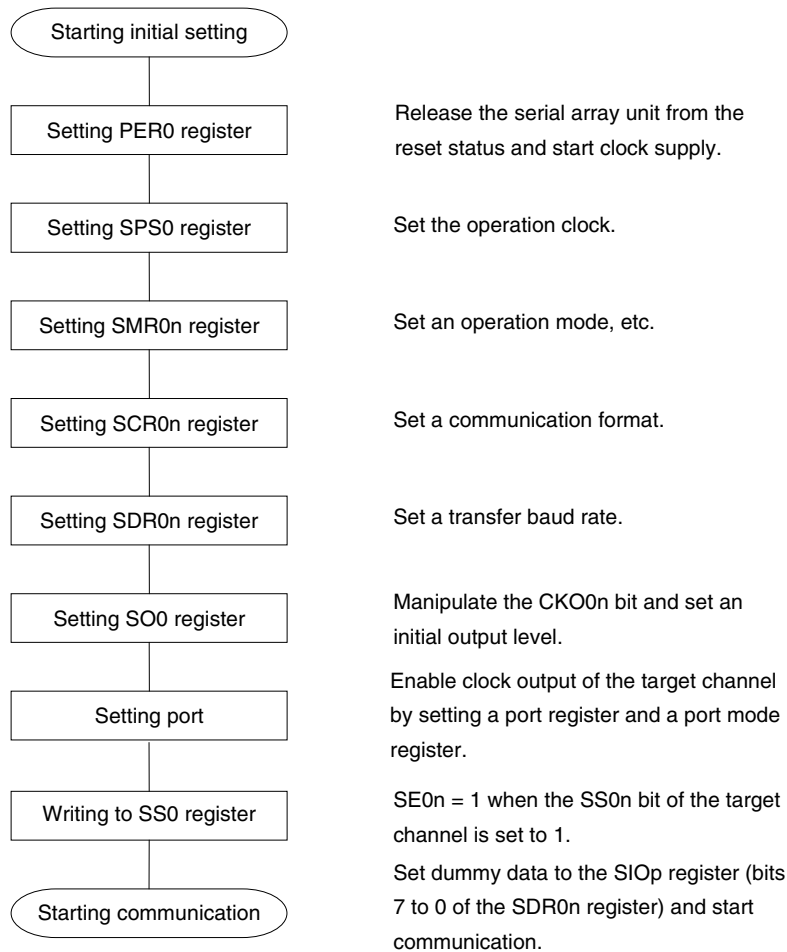 Starting initial setting
Setting PER0 register
Release the serial array unit from the
reset status and start clock supply.
Setting SPS0 register
Set the operation clock.
Setting SMR0n register
Set an operation mode, etc.
Setting SCR0n register
Set a communication format.
Setting SDR0n register
Set a transfer baud rate.
Setting SO0 register
Manipulate the CKO0n bit and set an
initial output level.
Setting port
Enable clock output of the target channel
by setting a port register and a port mode
register.
Writing to SS0 register
SE0n = 1 when the SS0n bit of the target
channel is set to 1.
Starting communication
Set dummy data to the SIOp register (bits
7 to 0 of the SDR0n register) and start
communication.